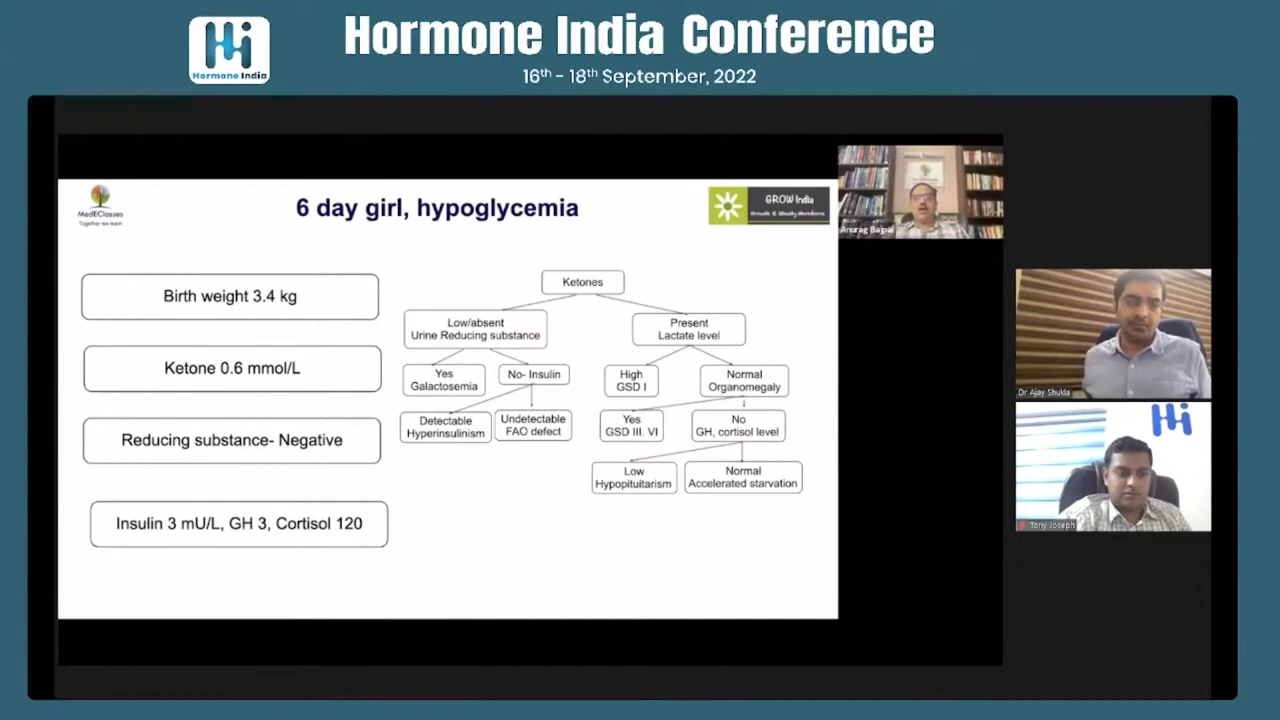 Hormone India
Hormone India Conference
16th - 18th September, 2022
MedEClasses
Together we learn
6 day girl, hypoglycemia
GROW India
Growth & Obesity Workforce
Anurag Bajpai
Birth weight 3.4 kg
Ketone 0.6 mmol/L
Reducing substance- Negative
Insulin 3 mU/L, GH 3, Cortisol 120
Ketones
Low/absent
Urine Reducing substance
Present
Lactate level
Yes
Galactosemia
No- Insulin
High
GSD I
Normal
Organomegaly
Detectable
Hyperinsulinism
Undetectable
FAO defect
Yes
GSD III. VI
No
GH, cortisol level
Low
Hypopituitarism
Normal
Accelerated starvation
Dr Ajay Shukla
Tony Joseph